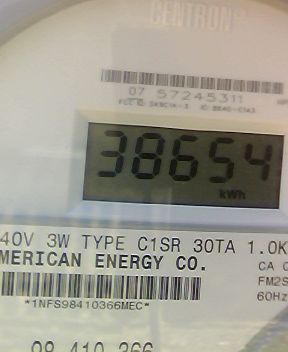 CENTRON
07 57245311
38654
kWh
40V 3W TYPE C1SR 30TA 1.0K
MERICAN ENERGY CO.
CA
FM2S
60Hz
*1NFS98410366MEC*
98 410 366